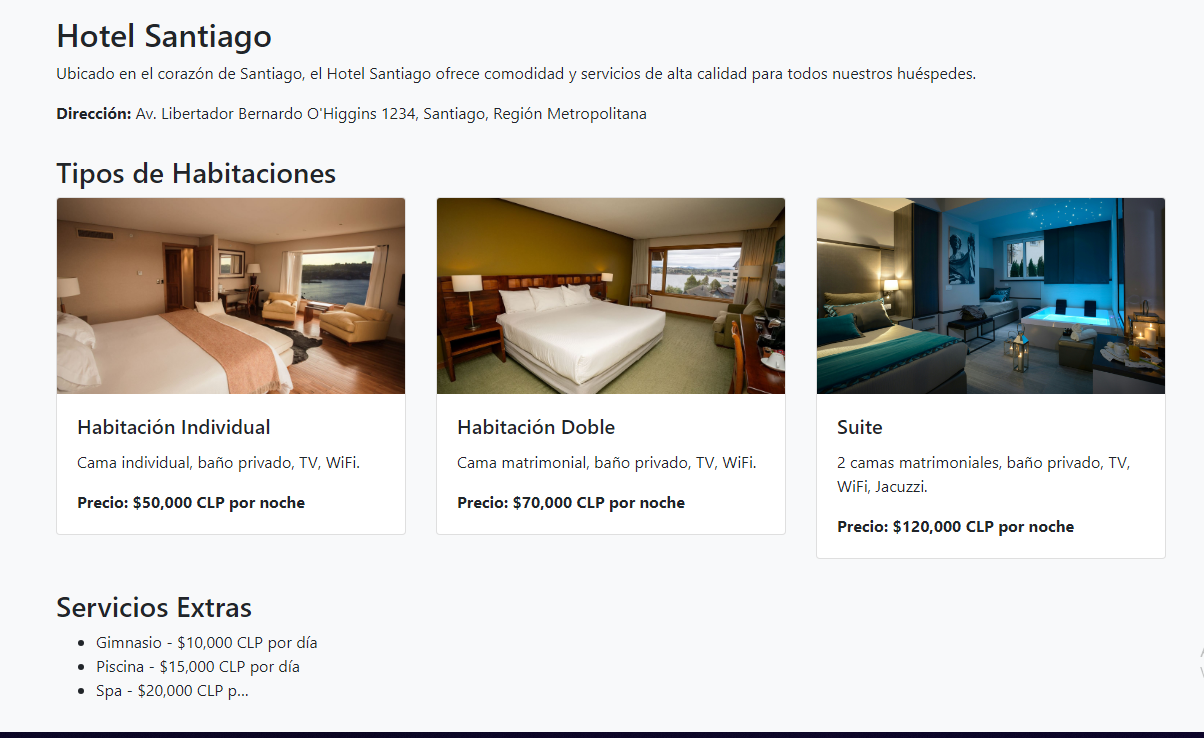 Hotel Santiago
Ubicado en el corazón de Santiago, el Hotel Santiago ofrece comodidad y servicios de alta calidad para todos nuestros huéspedes.
Dirección: Av. Libertador Bernardo O'Higgins 1234, Santiago, Región Metropolitana
Tipos de Habitaciones
Habitación Individual
Cama individual, baño privado, TV, WiFi.
Precio: $50,000 CLP por noche
Habitación Doble
Cama matrimonial, baño privado, TV, WiFi.
Precio: $70,000 CLP por noche
Suite
2 camas matrimoniales, baño privado, TV,
WiFi, Jacuzzi.
Precio: $120,000 CLP por noche
Servicios Extras
Gimnasio - $10,000 CLP por día
Piscina - $15,000 CLP por día
Spa - $20,000 CLP p...